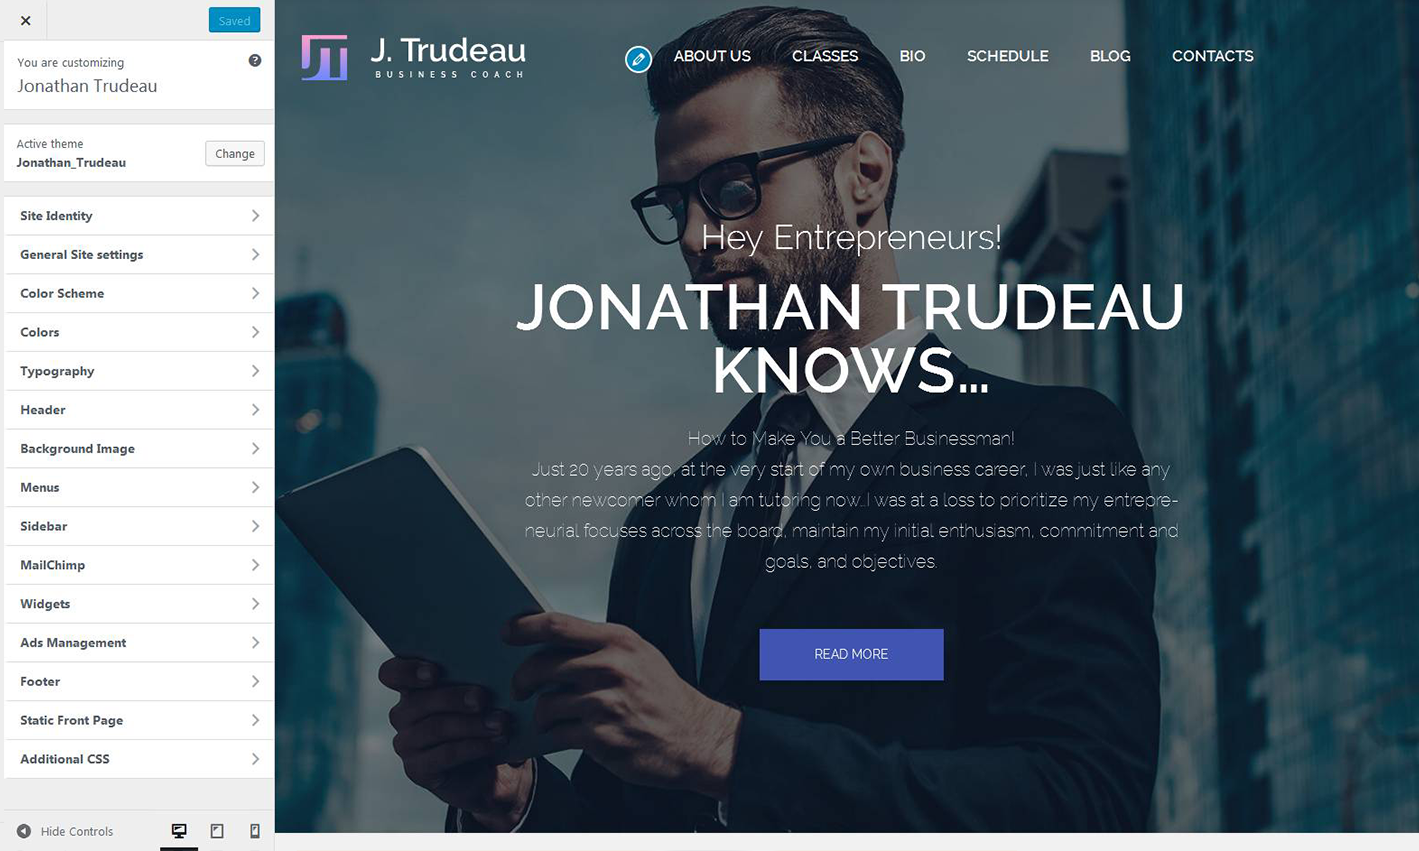 Saved
You are customizing
Jonathan Trudeau
Active theme
Jonathan_Trudeau
Change
Site Identity
General Site settings
Color Scheme
Colors
Typography
Header
Background Image
Menus
Sidebar
MailChimp
Widgets
Ads Management
Footer
Static Front Page
Additional CSS
Hide Controls
J. Trudeau
BUSINESS COACH
ABOUT US CLASSES BIO SCHEDULE BLOG CONTACTS
Hey Entrepreneurs!
JONATHAN TRUDEAU
KNOWS...
How to Make You a Better Businessman!
Just 20 years ago, at the very start of my own business career, I was just like any
other newcomer whom I am tutoring now...I was at a loss to prioritize my entrepre-
neurial focuses across the board, maintain my initial enthusiasm, commitment and
goals, and objectives.
READ MORE